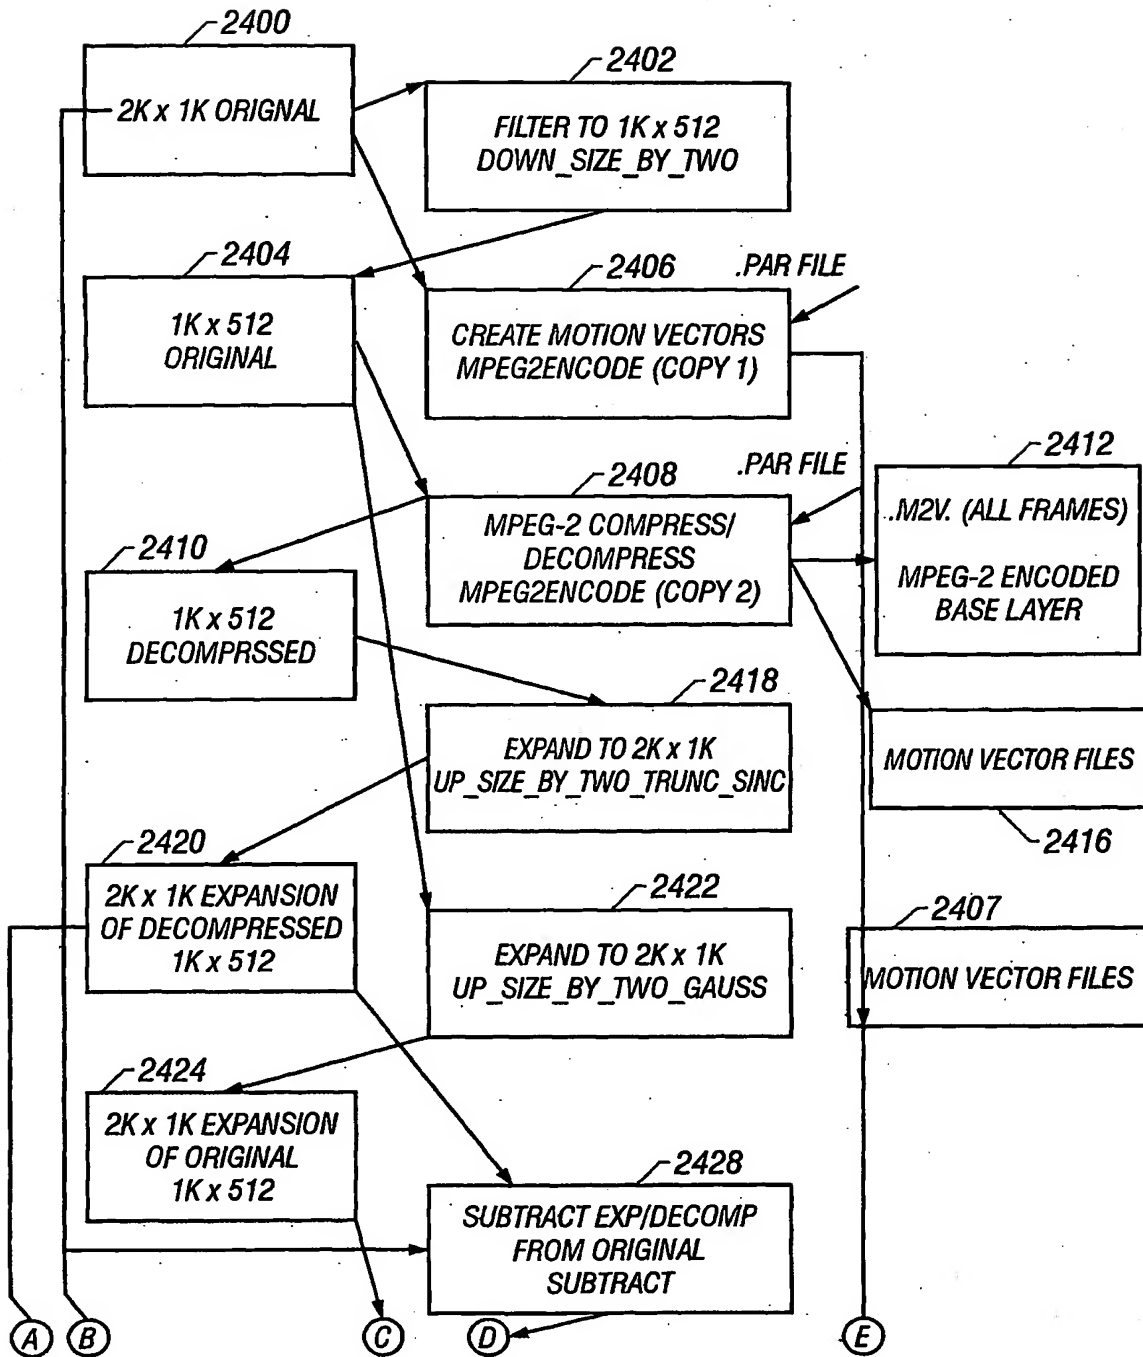 2400
2K x 1K ORIGNAL
2402
FILTER TO 1K x 512
DOWN_SIZE_BY_TWO
2404
1K x 512
ORIGINAL
2406
.PAR FILE
CREATE MOTION VECTORS
MPEG2ENCODE (COPY 1)
2408
.PAR FILE
MPEG-2 COMPRESS/
DECOMPRESS
MPEG2ENCODE (COPY 2)
2412
.M2V. (ALL FRAMES)
MPEG-2 ENCODED
BASE LAYER
2410
1K x 512
DECOMPRSSED
2418
EXPAND TO 2K x 1K
UP_SIZE_BY_TWO_TRUNC_SINC
MOTION VECTOR FILES
2416
2420
2K x 1K EXPANSION
OF DECOMPRESSED
1K x 512
2422
EXPAND TO 2K x 1K
UP_SIZE_BY_TWO_GAUSS
2407
MOTION VECTOR FILES
2424
2K x 1K EXPANSION
OF ORIGINAL
1K x 512
2428
SUBTRACT EXP/DECOMP
FROM ORIGINAL
SUBTRACT
A B C D E